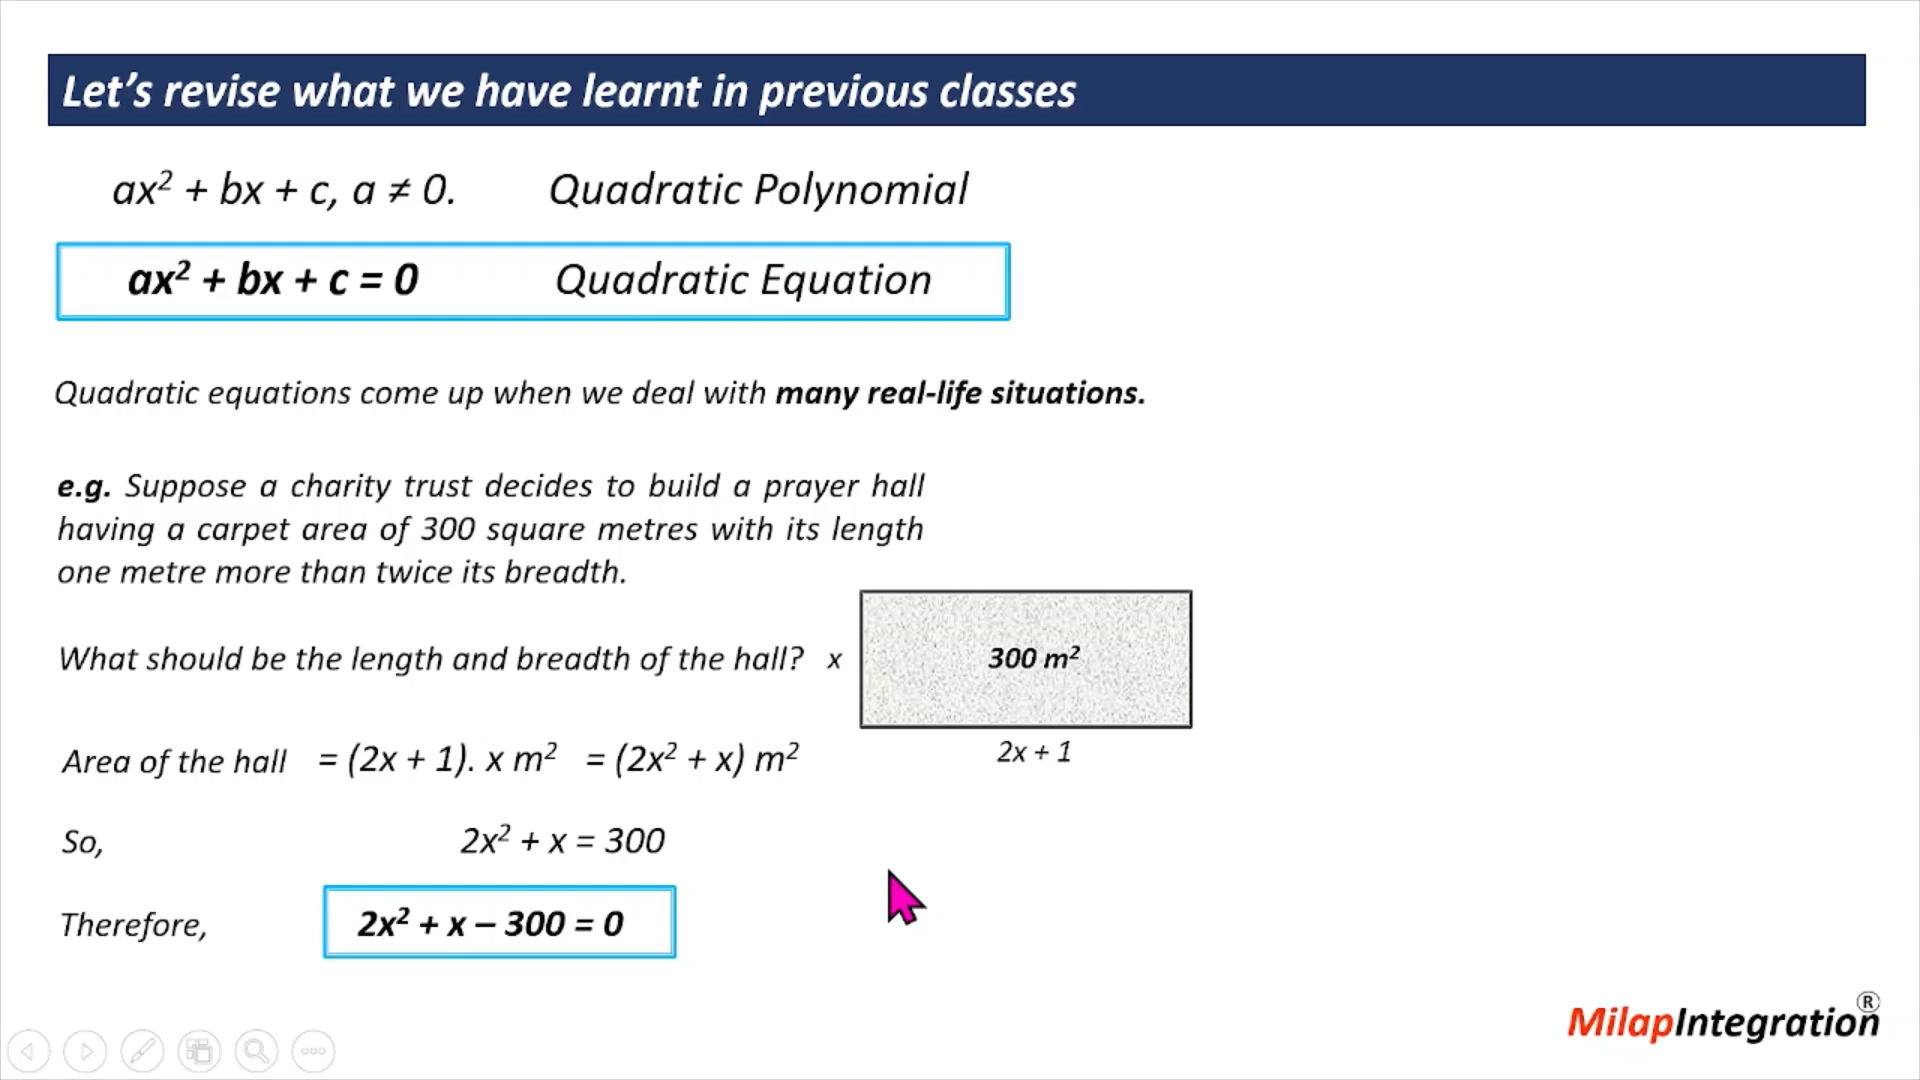 Let’s revise what we have learnt in previous classes
ax² + bx + c, a ≠ 0. Quadratic Polynomial
ax² + bx + c = 0 Quadratic Equation
Quadratic equations come up when we deal with many real-life situations.
e.g. Suppose a charity trust decides to build a prayer hall
having a carpet area of 300 square metres with its length
one metre more than twice its breadth.
What should be the length and breadth of the hall? x 300 m²
Area of the hall = (2x + 1). x m² = (2x² + x) m² 2x + 1
So, 2x² + x = 300
Therefore, 2x² + x – 300 = 0
MilapIntegration®